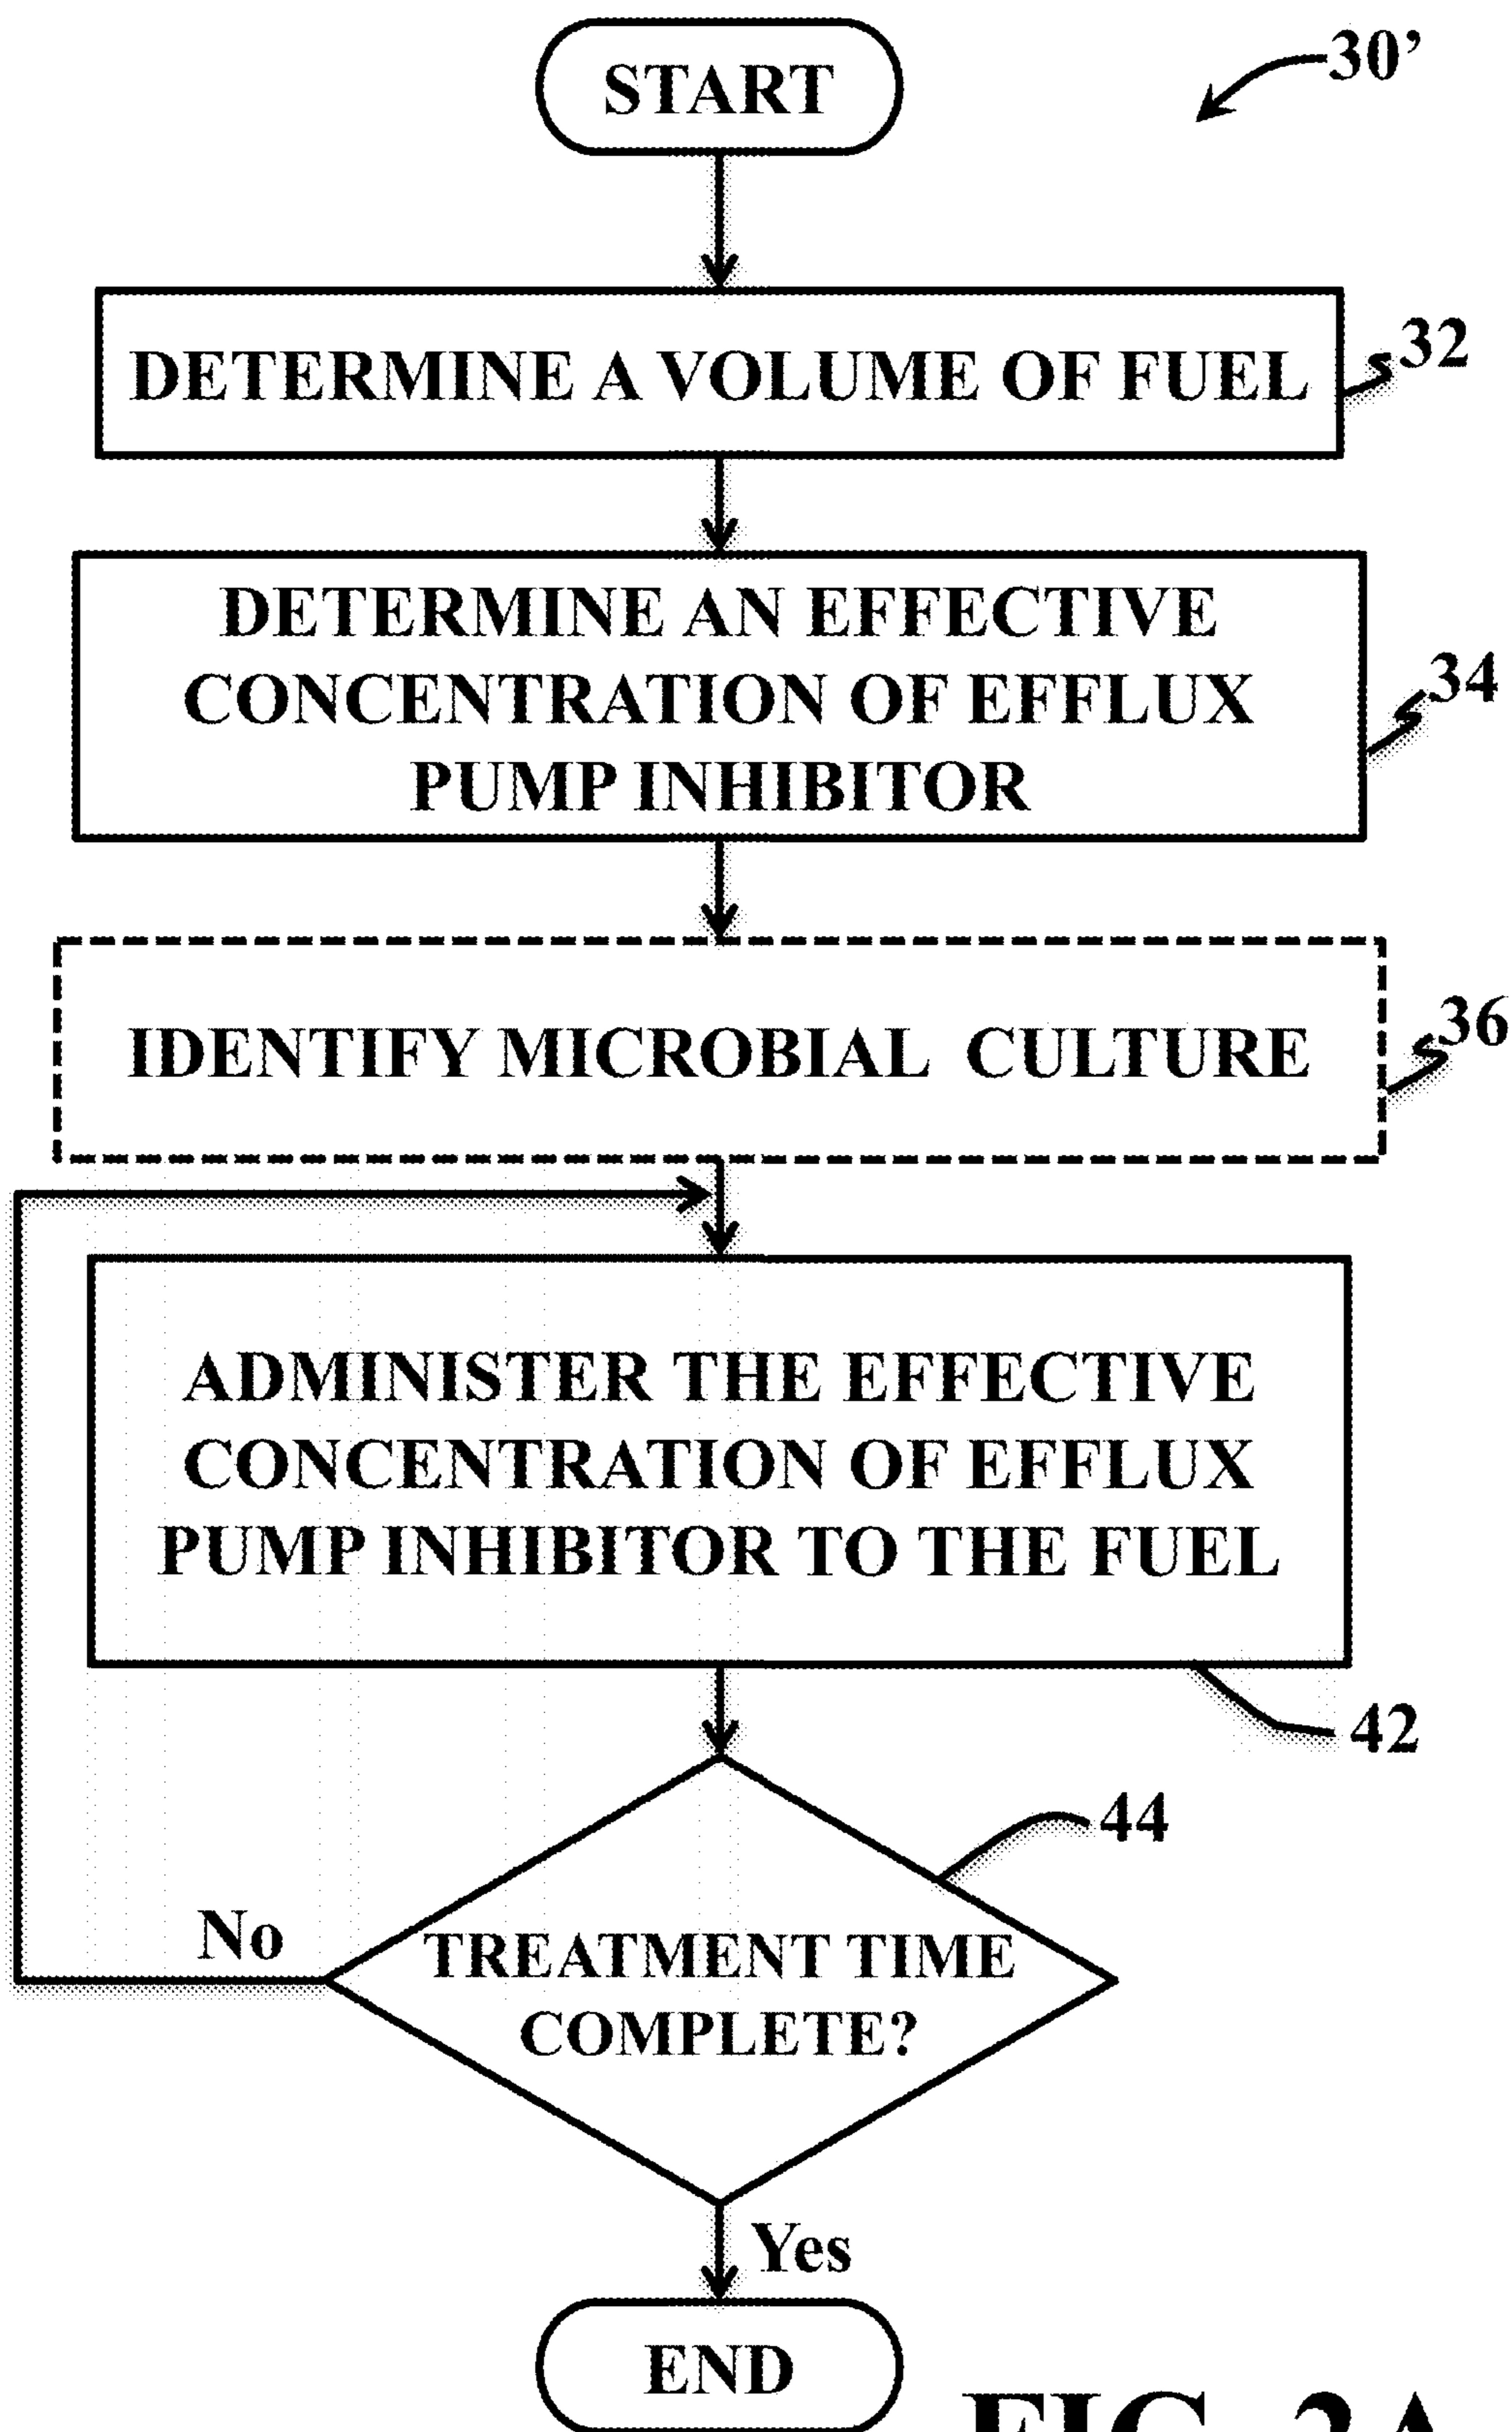 START
30’
DETERMINE A VOLUME OF FUEL
32
DETERMINE AN EFFECTIVE
CONCENTRATION OF EFFLUX
PUMP INHIBITOR
34
IDENTIFY MICROBIAL CULTURE
36
ADMINISTER THE EFFECTIVE
CONCENTRATION OF EFFLUX
PUMP INHIBITOR TO THE FUEL
42
44
TREATMENT TIME
COMPLETE?
No
Yes
END
FIG. 2A